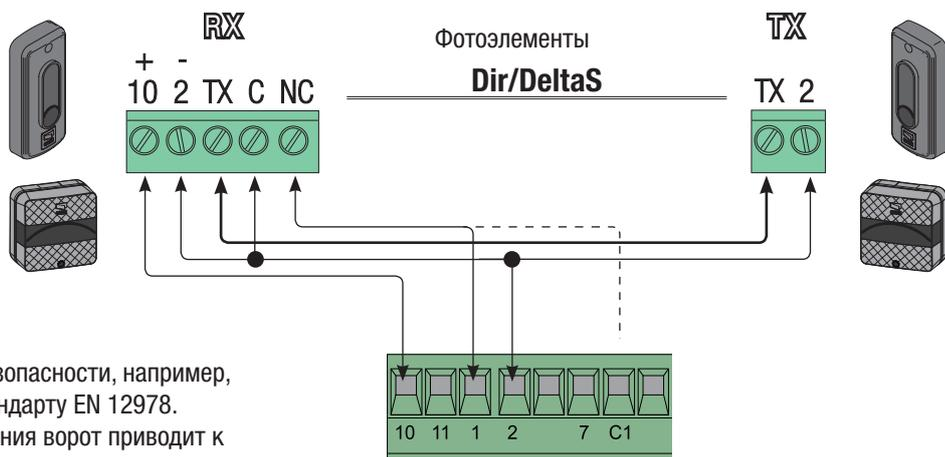 RX
Фотоэлементы
TX
+ -
10 2 TX C NC
Dir/DeltaS
TX 2
зопасности, например,
ндарту EN 12978.
ния ворот приводит к
10 11 1 2 7 C1